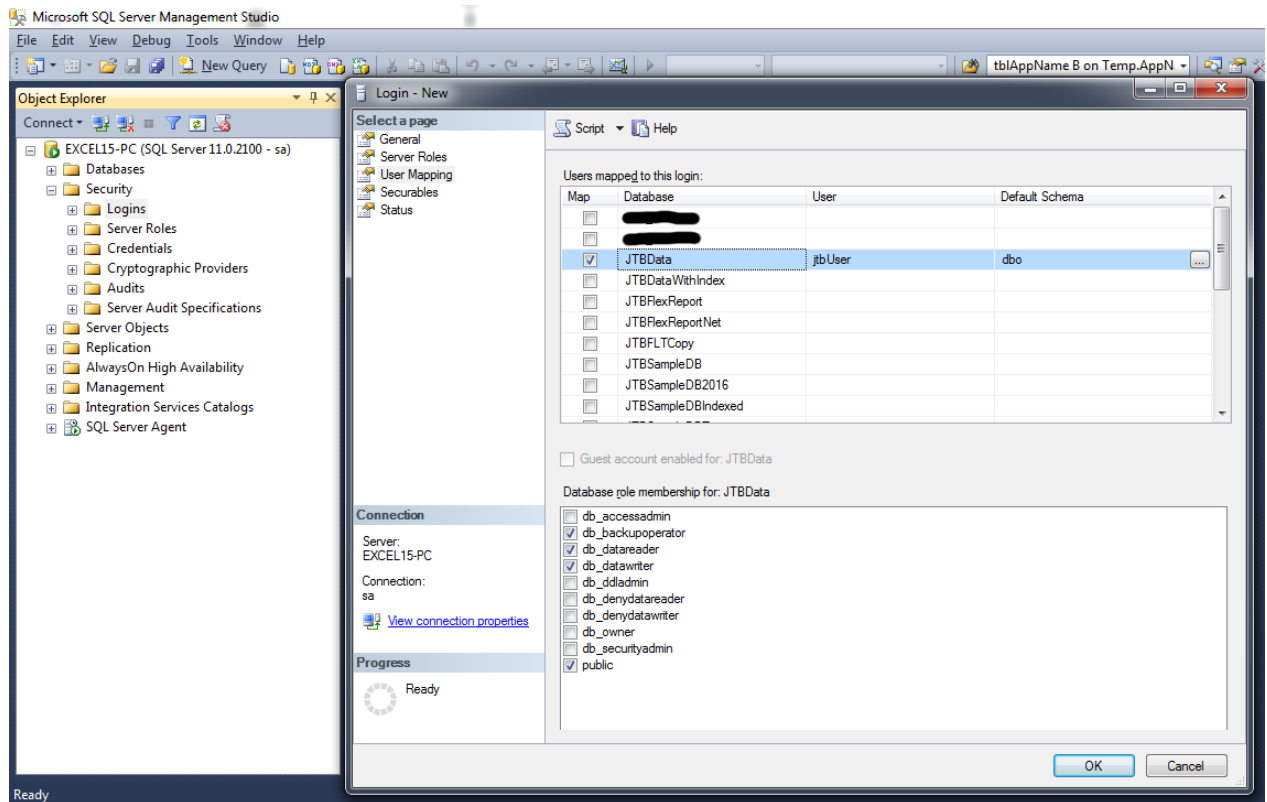 Microsoft SQL Server Management Studio
File Edit View Debug Tools Window Help
New Query
tblAppName B on Temp.AppN
Object Explorer
Connect
EXCEL15-PC (SQL Server 11.0.2100 - sa)
Databases
Security
Logins
Server Roles
Credentials
Cryptographic Providers
Audits
Server Audit Specifications
Server Objects
Replication
AlwaysOn High Availability
Management
Integration Services Catalogs
SQL Server Agent
Ready
Login - New
Select a page
General
Server Roles
User Mapping
Securables
Status
Connection
Server:
EXCEL15-PC
Connection:
sa
View connection properties
Progress
Ready
Script Help
Users mapped to this login:
Map Database User Default Schema
JTBData jtbUser dbo ...
JTBDataWithIndex
JTBFlexReport
JTBFlexReportNet
JTBFLTCopy
JTBSampleDB
JTBSampleDB2016
JTBSampleDBIndexed
Guest account enabled for: JTBData
Database role membership for: JTBData
db_accessadmin
db_backupoperator
db_datareader
db_datawriter
db_ddladmin
db_denydatareader
db_denydatawriter
db_owner
db_securityadmin
public
OK Cancel